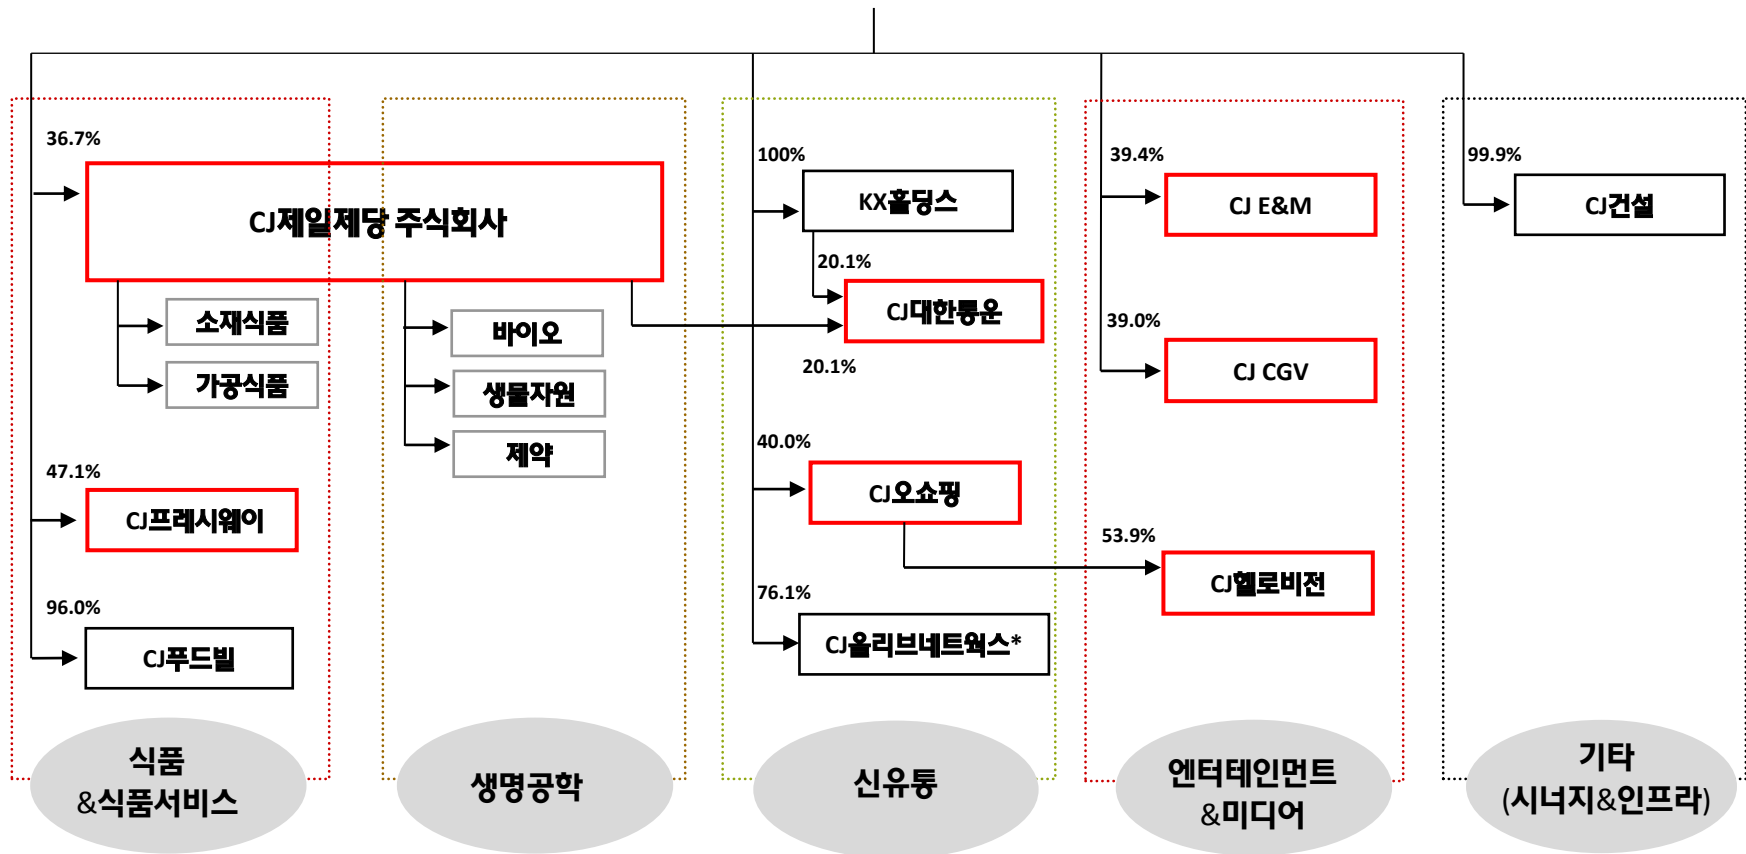 36.7%
CJ제일제당 주식회사
소재식품
가공식품
47.1%
CJ프레시웨이
96.0%
CJ푸드빌
식품
&식품서비스
바이오
생물자원
제약
생명공학
100%
KX홀딩스
20.1%
CJ대한통운
20.1%
40.0%
CJ오쇼핑
76.1%
CJ올리브네트웍스*
신유통
39.4%
CJ E&M
39.0%
CJ CGV
53.9%
CJ헬로비전
엔터테인먼트
&미디어
99.9%
CJ건설
기타
(시너지&인프라)